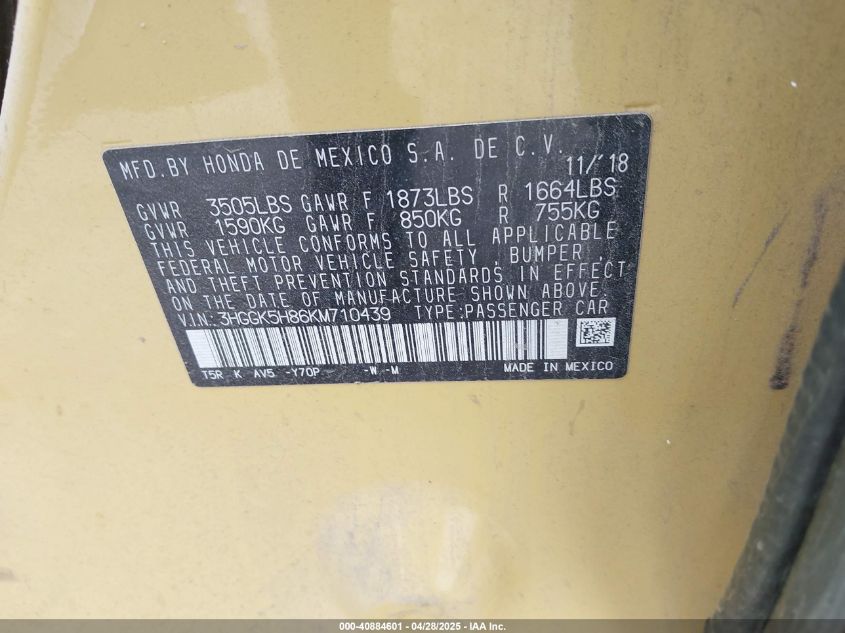 MFD.BY HONDA DE MEXICO S.A. DE C.V.
11/'18
GVWR 3505LBS GAWR F 1873LBS R 1664LBS
GVWR 1590KG GAWR F 850KG R 755KG
THIS VEHICLE CONFORMS TO ALL APPLICABLE
FEDERAL MOTOR VEHICLE SAFETY, BUMPER,
AND THEFT PREVENTION STANDARDS IN EFFECT
ON THE DATE OF MANUFACTURE SHOWN ABOVE.
V.I.N.:3HGGK5H86KM710439 TYPE:PASSENGER CAR
T5R K AV5 -Y70P -W -M MADE IN MEXICO
000-40884601 - 04/28/2025 - IAA Inc.